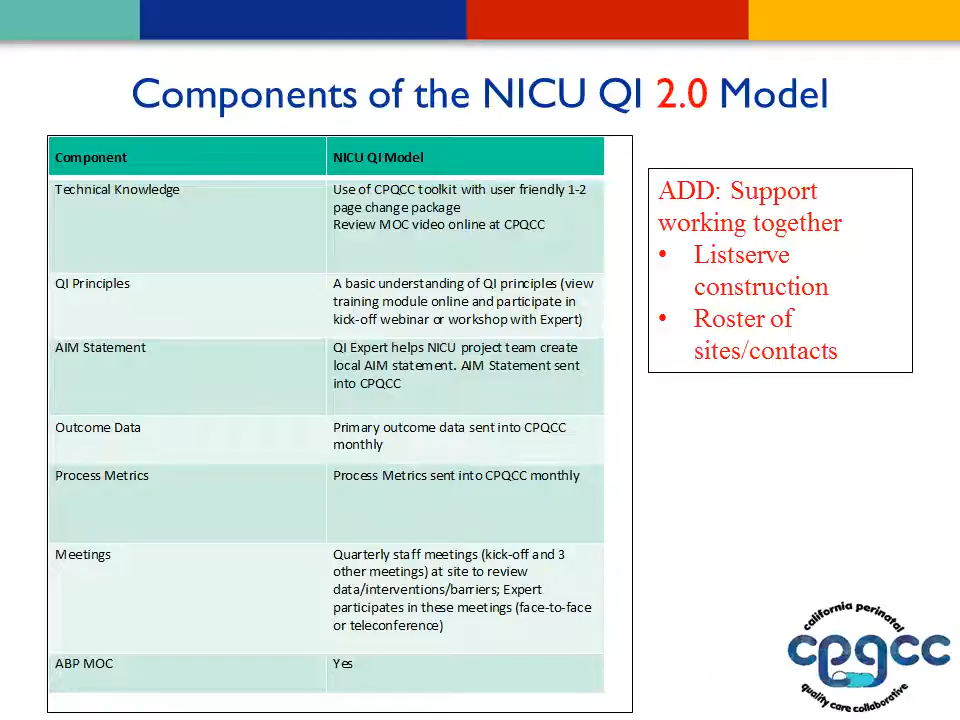 Components of the NICU QI 2.0 Model
Component
NICU QI Model
Technical Knowledge
Use of CPQCC toolkit with user friendly 1-2
page change package
Review MOC video online at CPQCC
QI Principles
A basic understanding of QI principles (view
training module online and participate in
kick-off webinar or workshop with Expert)
AIM Statement
QI Expert helps NICU project team create
local AIM statement. AIM Statement sent
into CPQCC
Outcome Data
Primary outcome data sent into CPQCC
monthly
Process Metrics
Process Metrics sent into CPQCC monthly
Meetings
Quarterly staff meetings (kick-off and 3
other meetings) at site to review
data/interventions/barriers; Expert
participates in these meetings (face-to-face
or teleconference)
ABP MOC
Yes
ADD: Support
working together
• Listserve
construction
• Roster of
sites/contacts
california perinatal
cpqcc
quality care collaborative